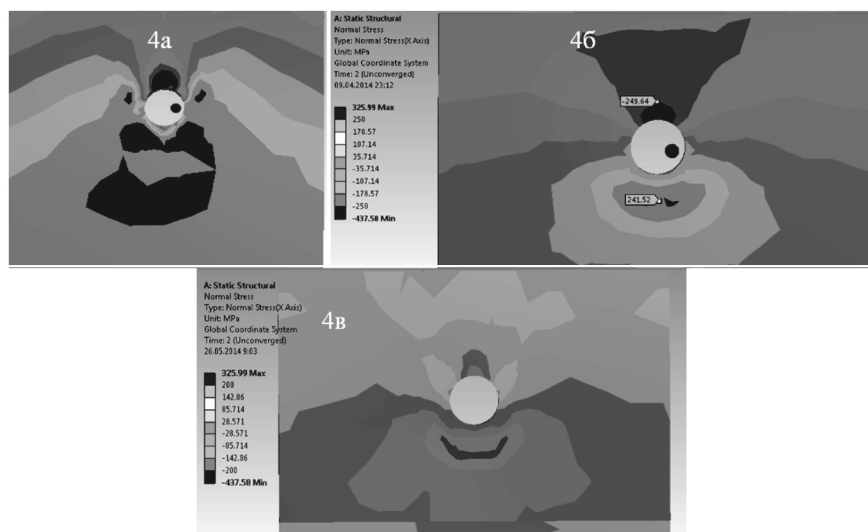 4а
A: Static Structural
Normal Stress
Type: Normal Stress(X Axis)
Unit: MPa
Global Coordinate System
Time: 2 (Unconverged)
09.04.2014 23:12
325.99 Max
250
178.57
107.14
35.714
-35.714
-107.14
-178.57
-250
-437.58 Min
4б
-249.64
241.52
A: Static Structural
Normal Stress
Type: Normal Stress(X Axis)
Unit: MPa
Global Coordinate System
Time: 2 (Unconverged)
26.05.2014 9:03
325.99 Max
200
142.86
85.714
28.571
-28.571
-85.714
-142.86
-200
-437.58 Min
4в